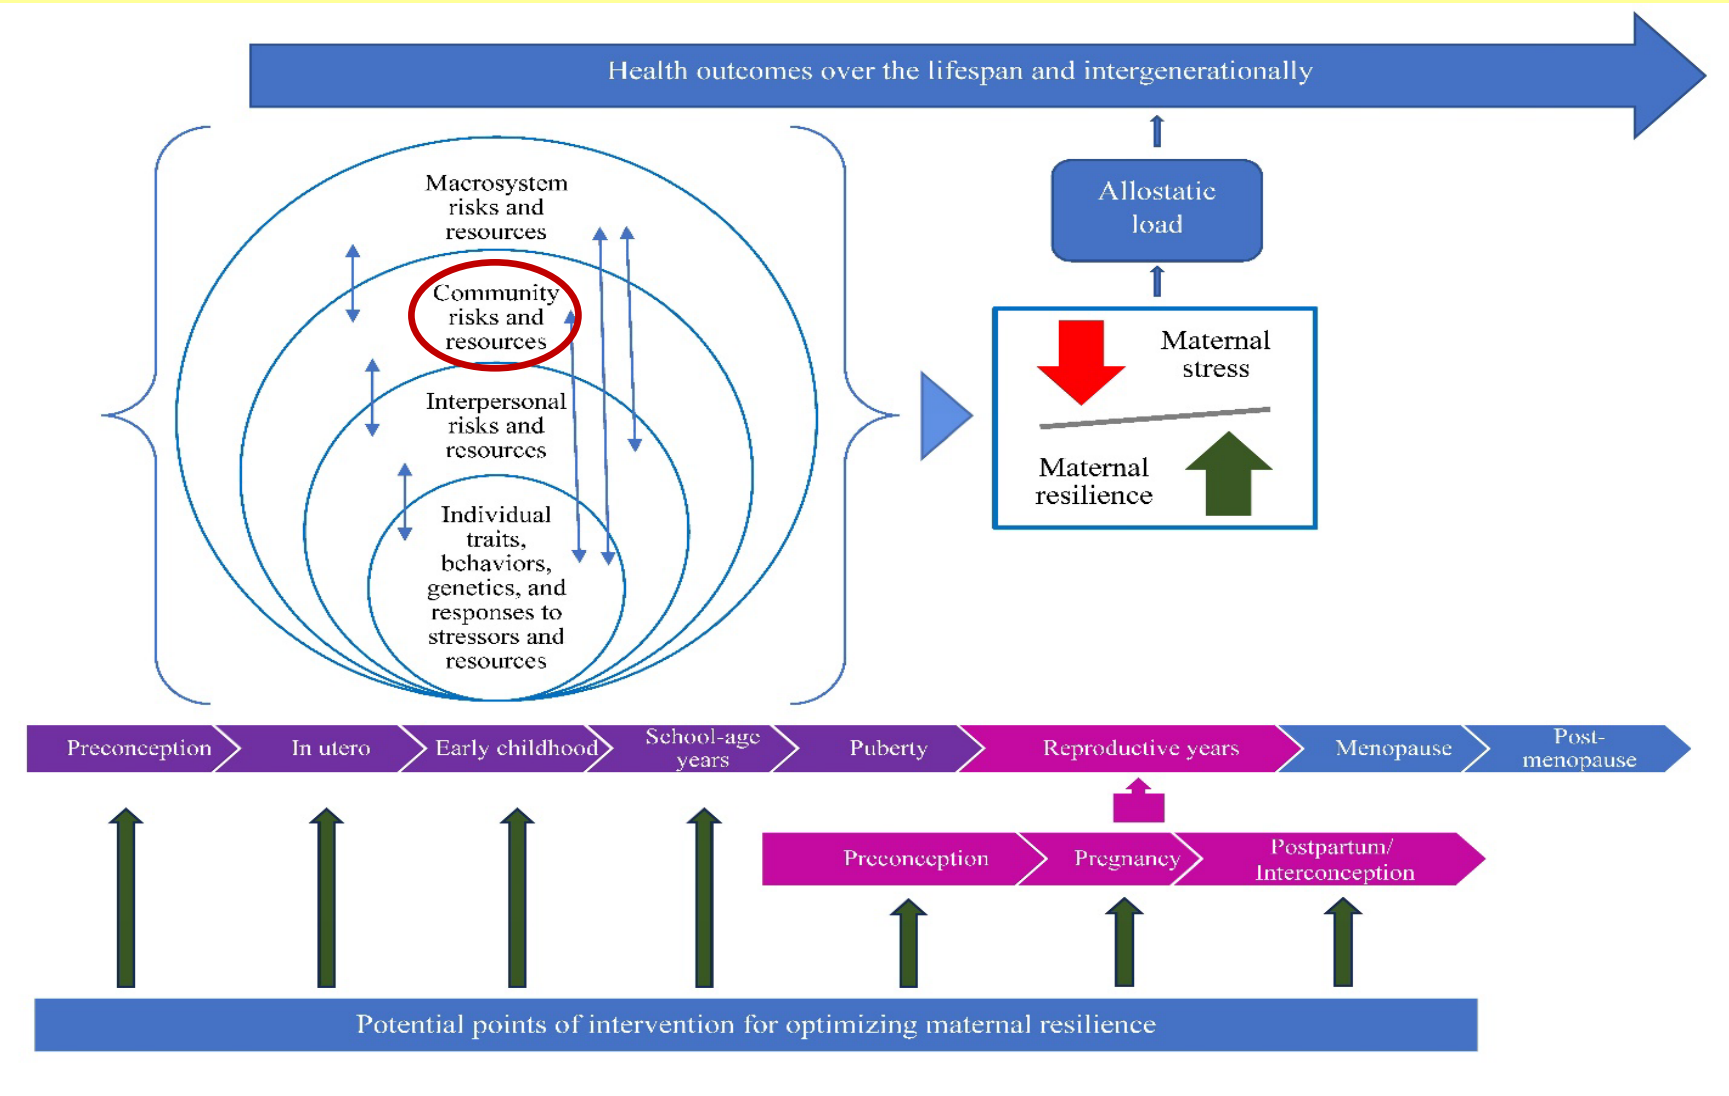 Health outcomes over the lifespan and intergenerationally
Macrosystem
risks and
resources
Community
risks and
resources
Interpersonal
risks and
resources
Individual
traits,
behaviors,
genetics, and
responses to
stressors and
resources
Allostatic
load
Maternal
stress
Maternal
resilience
Preconception
In utero
Early childhood
School-age
years
Puberty
Reproductive years
Menopause
Post-
menopause
Preconception
Pregnancy
Postpartum/
Interconception
Potential points of intervention for optimizing maternal resilience